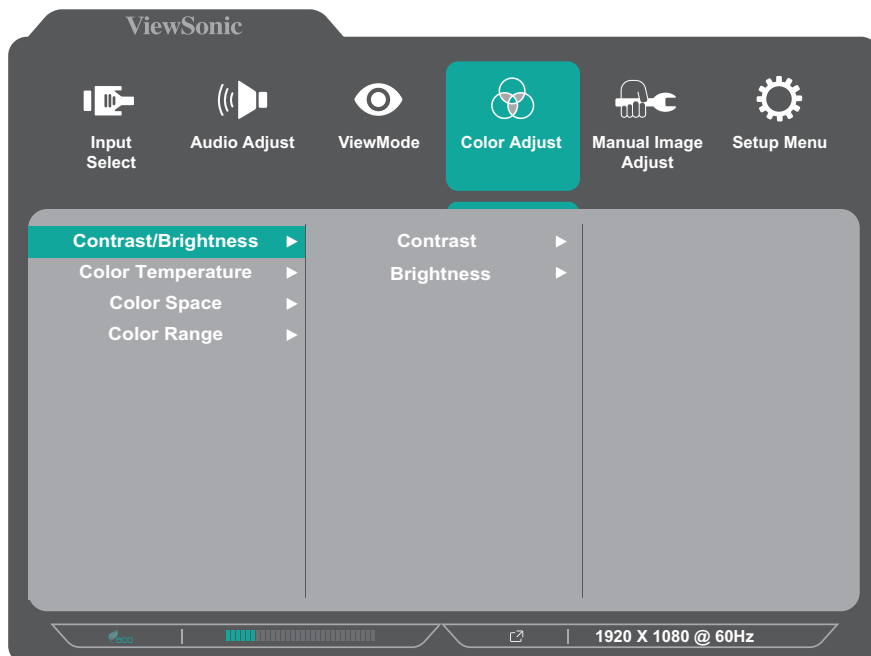 ViewSonic
Input
Select
Audio Adjust
ViewMode
Color Adjust
Manual Image
Adjust
Setup Menu
Contrast/Brightness
Contrast
Color Temperature
Brightness
Color Space
Color Range
eco
1920 X 1080 @ 60Hz